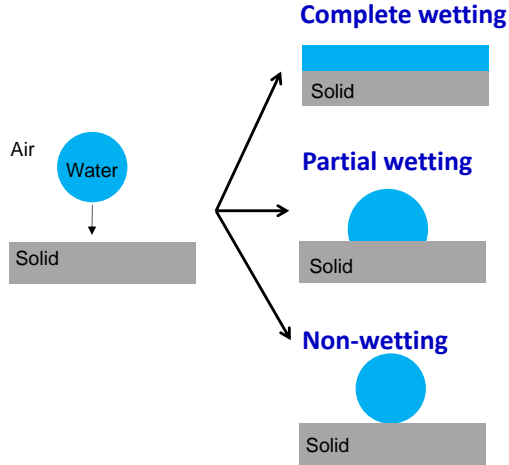 Complete wetting
Solid
Air
Water
Solid
Partial wetting
Solid
Non-wetting
Solid